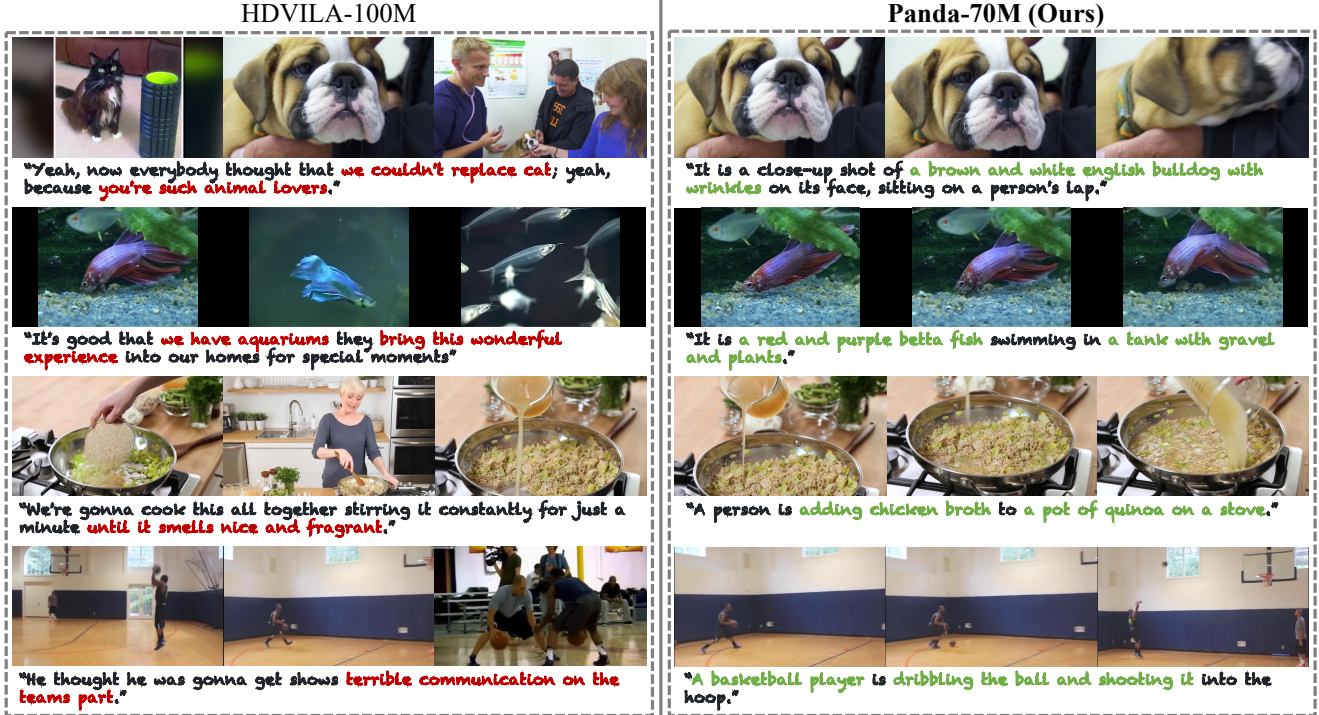 HDVILA-100M
"Yeah, now everybody thought that we couldn't replace cat; yeah,
because you're such animal lovers."
"It's good that we have aquariums they bring this wonderful
experience into our homes for special moments"
"We're gonna cook this all together stirring it constantly for just a
minute until it smells nice and fragrant."
"He thought he was gonna get shows terrible communication on the
teams part."
Panda-70M (Ours)
"It is a close-up shot of a brown and white english bulldog with
wrinkles on its face, sitting on a person's lap."
"It is a red and purple betta fish swimming in a tank with gravel
and plants."
"A person is adding chicken broth to a pot of quinoa on a stove."
"A basketball player is dribbling the ball and shooting it into the
hoop."